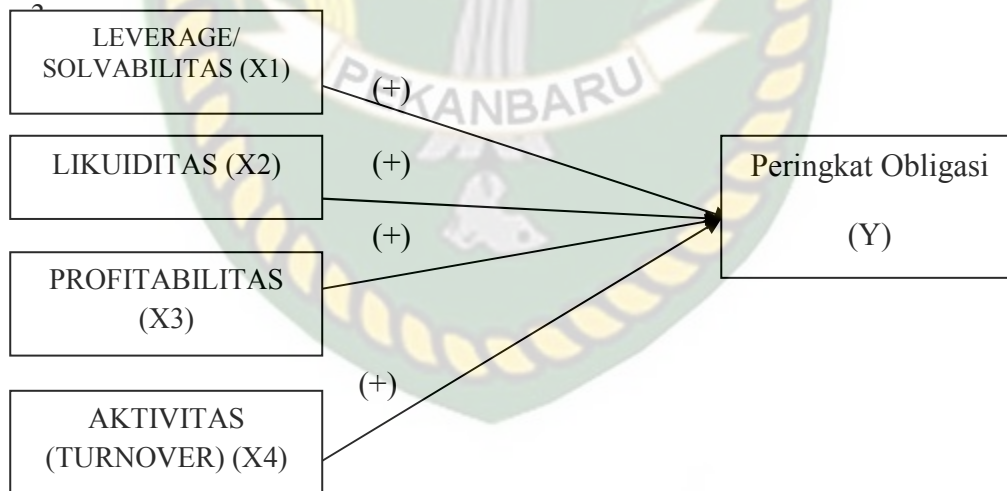 LEVERAGE/
SOLVABILITAS (X1)
PEKANBARU
(+)
LIKUIDITAS (X2)
(+)
Peringkat Obligasi
(Y)
(+)
PROFITABILITAS
(X3)
(+)
AKTIVITAS
(TURNOVER) (X4)